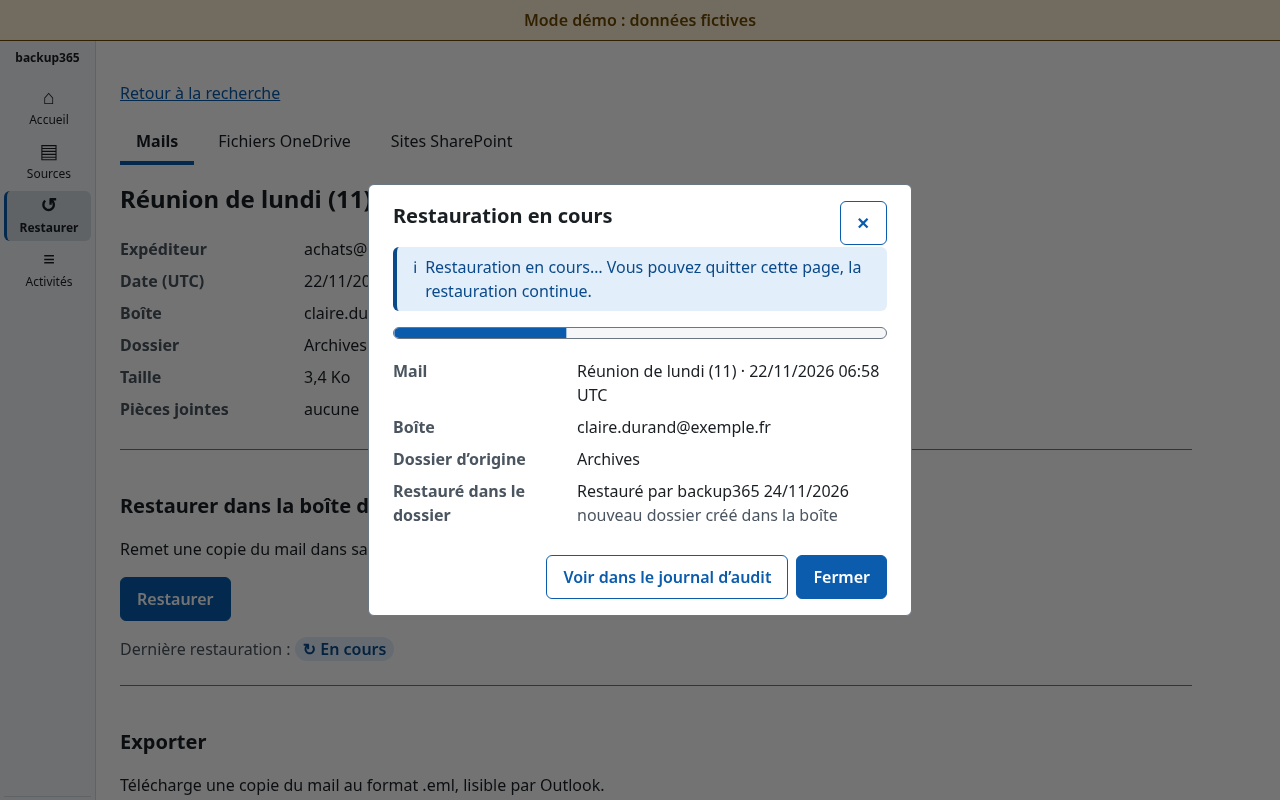 Mode démo : données fictives
backup365
Accueil
Sources
Restaurer
Activités
Retour à la recherche
Mails
Fichiers OneDrive
Sites SharePoint
Réunion de lundi (11)
Expéditeur
achats@
Date (UTC)
22/11/20
Boîte
claire.du
Dossier
Archives
Taille
3,4 Ko
Pièces jointes
aucune
Restaurer dans la boîte d
Remet une copie du mail dans sa
Restaurer
Dernière restauration : ↻ En cours
Exporter
Télécharge une copie du mail au format .eml, lisible par Outlook.
Restauration en cours
×
i Restauration en cours... Vous pouvez quitter cette page, la
restauration continue.
Mail
Réunion de lundi (11) · 22/11/2026 06:58
UTC
Boîte
claire.durand@exemple.fr
Dossier d’origine
Archives
Restauré dans le
dossier
Restauré par backup365 24/11/2026
nouveau dossier créé dans la boîte
Voir dans le journal d’audit
Fermer